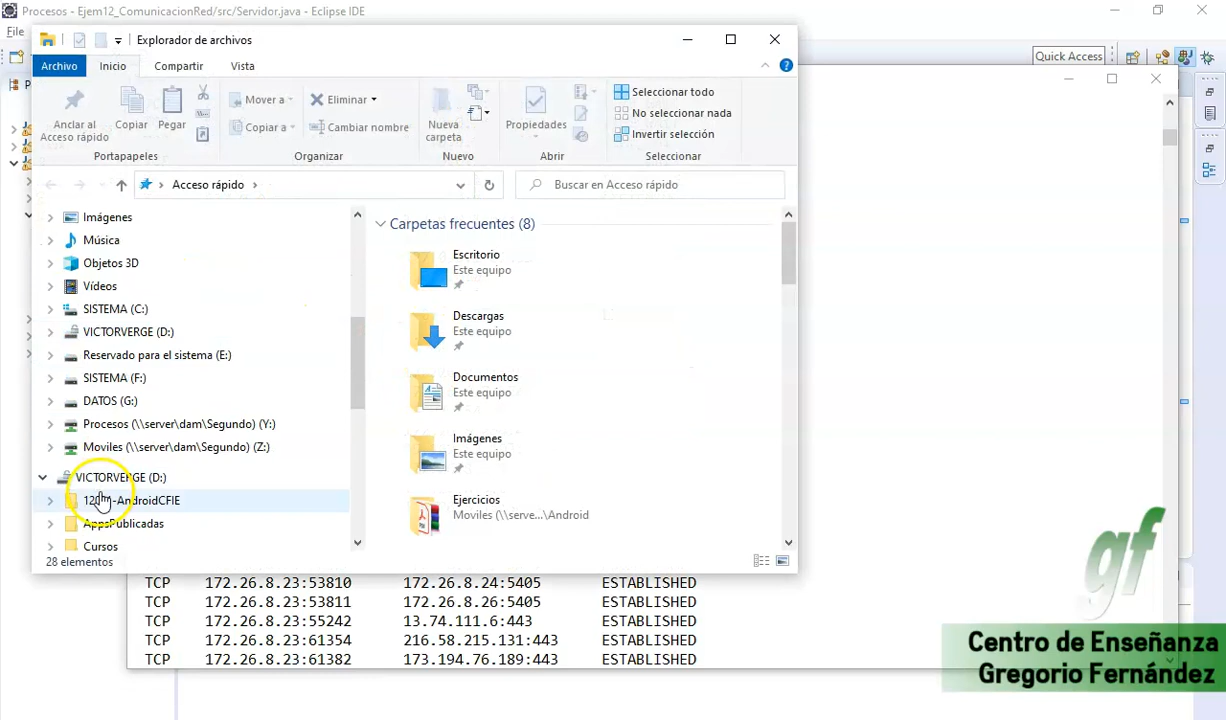 Procesos - Ejem12_ComunicacionRed/src/Servidor.java - Eclipse IDE
File
Quick Access
Explorador de archivos
Archivo
Inicio
Compartir
Vista
Anclar al
Acceso rápido
Copiar
Pegar
Mover a
Copiar a
Eliminar
Cambiar nombre
Nueva
carpeta
Propiedades
Seleccionar todo
No seleccionar nada
Invertir selección
Portapapeles
Organizar
Nuevo
Abrir
Seleccionar
Acceso rápido
Buscar en Acceso rápido
Imágenes
Música
Objetos 3D
Vídeos
SISTEMA (C:)
VICTORVERGE (D:)
Reservado para el sistema (E:)
SISTEMA (F:)
DATOS (G:)
Procesos (\\server\dam\Segundo) (Y:)
Moviles (\\server\dam\Segundo) (Z:)
VICTORVERGE (D:)
AppsPublicadas
Cursos
28 elementos
Carpetas frecuentes (8)
Escritorio
Este equipo
Descargas
Este equipo
Documentos
Este equipo
Imágenes
Este equipo
Ejercicios
Moviles (\\serve...\Android
TCP 172.26.8.23:53810 172.26.8.24:5405 ESTABLISHED
TCP 172.26.8.23:53811 172.26.8.26:5405 ESTABLISHED
TCP 172.26.8.23:55242 13.74.111.6:443 ESTABLISHED
TCP 172.26.8.23:61354 216.58.215.131:443 ESTABLISHED
TCP 172.26.8.23:61382 173.194.76.189:443 ESTABLISHED
gf
Centro de Enseñanza
Gregorio Fernández